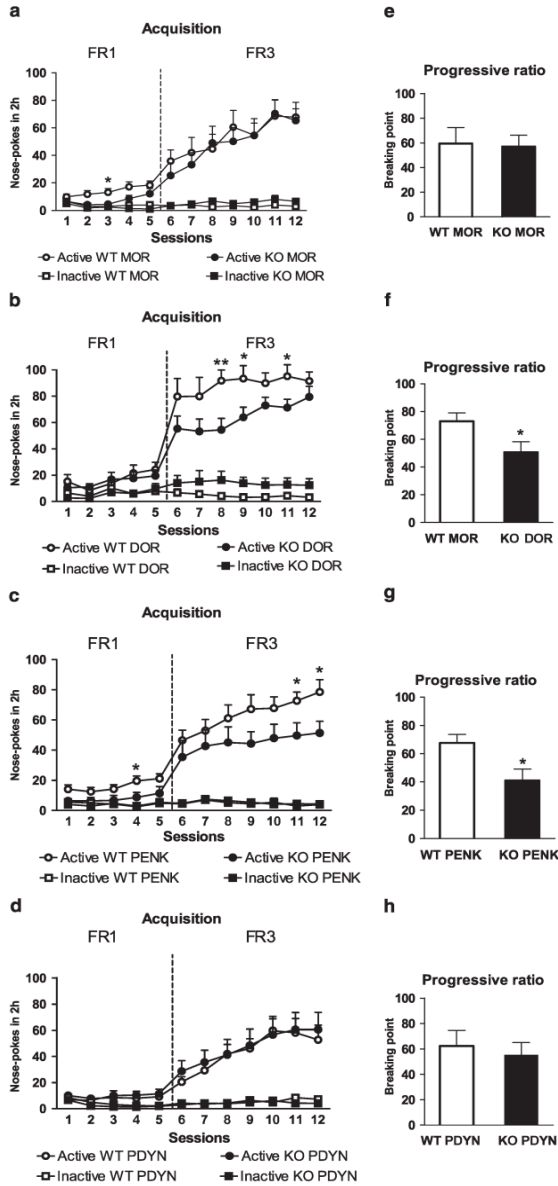 a
Acquisition
FR1 FR3
Nose-pokes in 2h
100
80
60
40
20
0
*
1 2 3 4 5 6 7 8 9 10 11 12
Sessions
Active WT MOR Active KO MOR
Inactive WT MOR Inactive KO MOR
e
Progressive ratio
Breaking point
100
80
60
40
20
0
WT MOR KO MOR
b
Acquisition
FR1 FR3
Nose-pokes in 2h
100
80
60
40
20
0
** * *
1 2 3 4 5 6 7 8 9 10 11 12
Sessions
Active WT DOR Active KO DOR
Inactive WT DOR Inactive KO DOR
f
Progressive ratio
Breaking point
100
80
60
40
20
0
*
WT MOR KO DOR
c
Acquisition
FR1 FR3
Nose-pokes in 2h
100
80
60
40
20
0
* * *
1 2 3 4 5 6 7 8 9 10 11 12
Sessions
Active WT PENK Active KO PENK
Inactive WT PENK Inactive KO PENK
g
Progressive ratio
Breaking point
100
80
60
40
20
0
*
WT PENK KO PENK
d
Acquisition
FR1 FR3
Nose-pokes in 2h
100
80
60
40
20
0
1 2 3 4 5 6 7 8 9 10 11 12
Sessions
Active WT PDYN Active KO PDYN
Inactive WT PDYN Inactive KO PDYN
h
Progressive ratio
Breaking point
100
80
60
40
20
0
WT PDYN KO PDYN